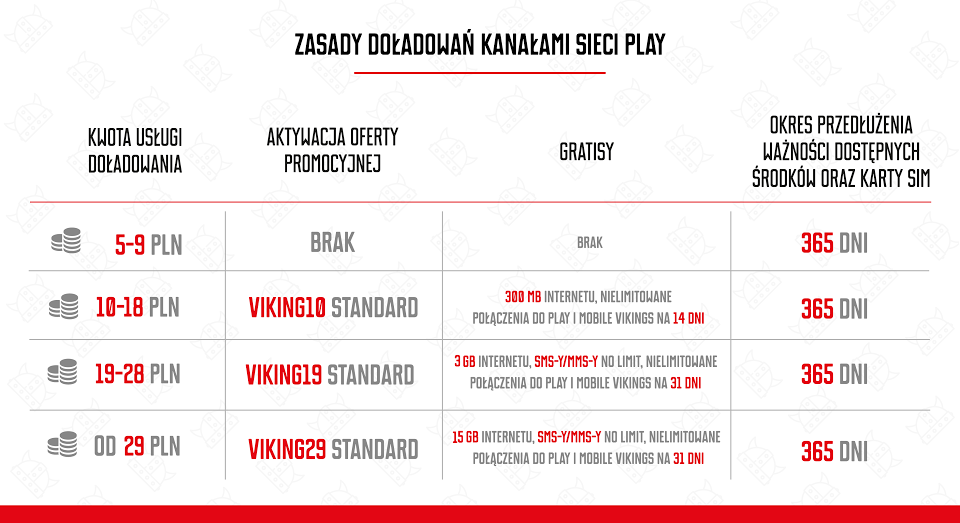 ZASADY DOŁADOWAŃ KANAŁAMI SIECI PLAY
KWOTA USŁUGI
DOŁADOWANIA
AKTYWACJA OFERTY
PROMOCYJNEJ
GRATISY
OKRES PRZEDŁUŻENIA
WAŻNOŚCI DOSTĘPNYCH
ŚRODKÓW ORAZ KARTY SIM
5-9 PLN
BRAK
BRAK
365 DNI
10-18 PLN
VIKING10 STANDARD
300 MB INTERNETU, NIELIMITOWANE
POŁĄCZENIA DO PLAY I MOBILE VIKINGS NA 14 DNI
365 DNI
19-28 PLN
VIKING19 STANDARD
3 GB INTERNETU, SMS-Y/MMS-Y NO LIMIT, NIELIMITOWANE
POŁĄCZENIA DO PLAY I MOBILE VIKINGS NA 31 DNI
365 DNI
OD 29 PLN
VIKING29 STANDARD
15 GB INTERNETU, SMS-Y/MMS-Y NO LIMIT, NIELIMITOWANE
POŁĄCZENIA DO PLAY I MOBILE VIKINGS NA 31 DNI
365 DNI